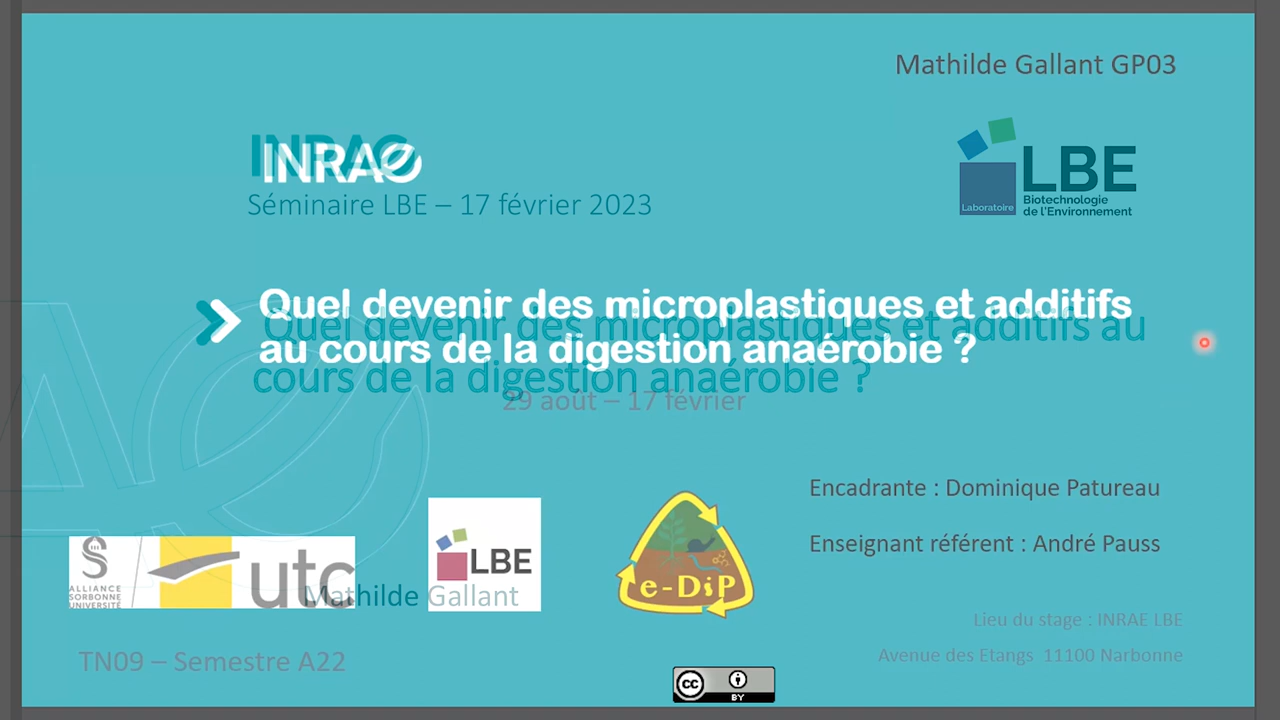 Mathilde Gallant GP03
INRAE
INRAE
Séminaire LBE – 17 février 2023
LBE
Laboratoire
Biotechnologie
de l'Environnement
Quel devenir des microplastiques et additifs
au cours de la digestion anaérobie ?
Quel devenir des microplastiques et additifs au
cours de la digestion anaérobie ?
29 août – 17 février
Encadrante : Dominique Patureau
Enseignant référent : André Pauss
ALLIANCE
SORBONNE
UNIVERSITÉ
utc
LBE
e-DiP
Mathilde Gallant
Lieu du stage : INRAE LBE
Avenue des Etangs 11100 Narbonne
TN09 – Semestre A22
cc
BY